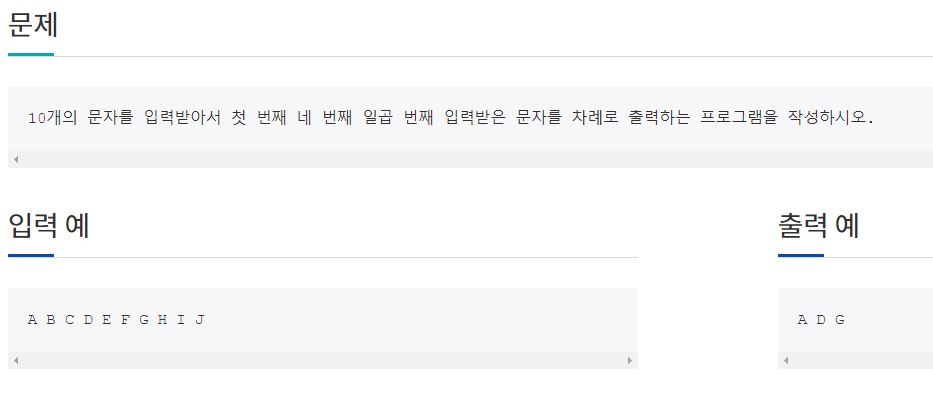 문제
10개의 문자를 입력받아서 첫 번째 네 번째 일곱 번째 입력받은 문자를 차례로 출력하는 프로그램을 작성하시오.
입력 예
A B C D E F G H I J
출력 예
A D G